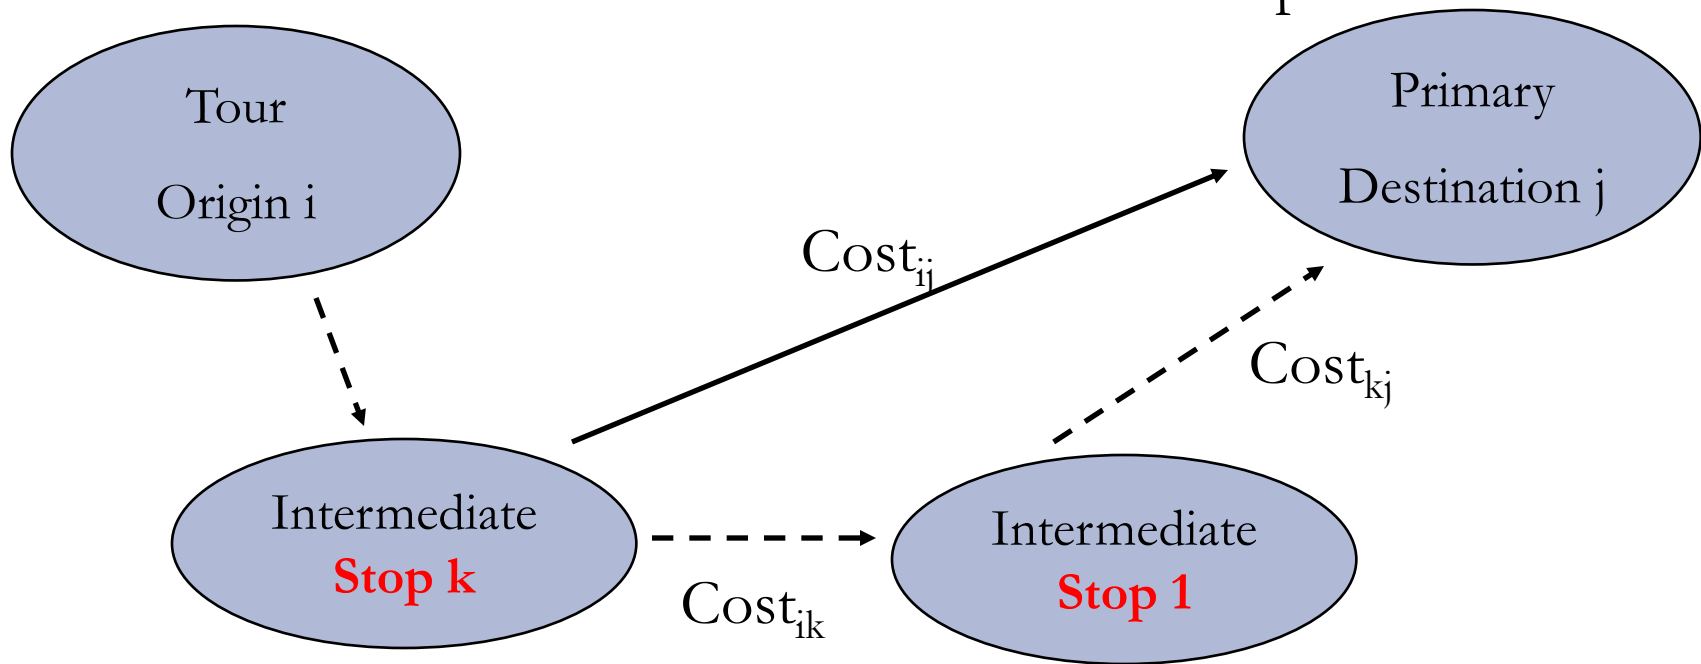 Tour
Origin i
Primary
Destination j
Cost_ij
Cost_kj
Intermediate
Stop k
Intermediate
Stop 1
Cost_ik